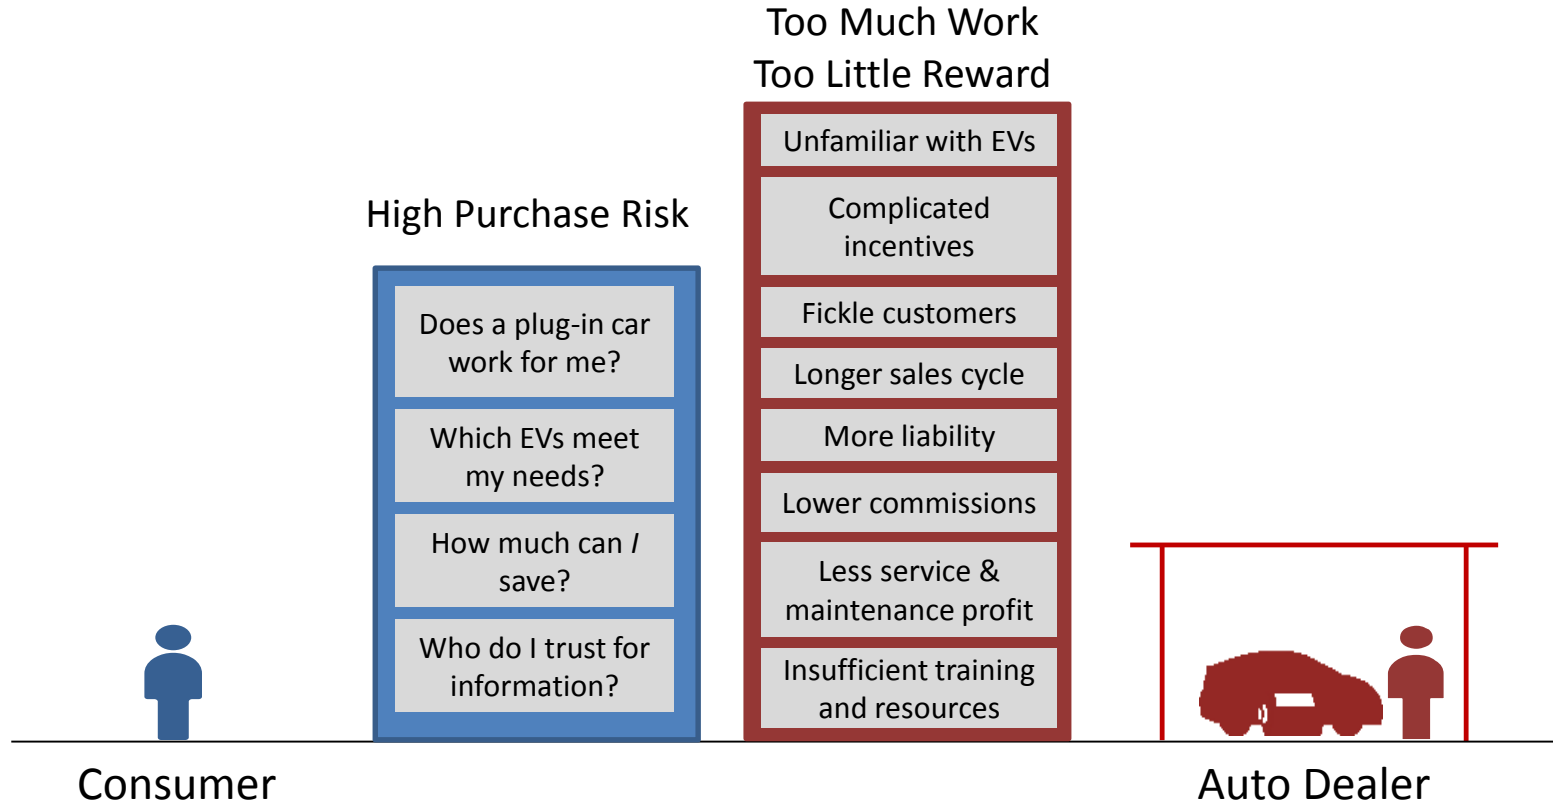 Too Much Work
Too Little Reward
High Purchase Risk
Does a plug-in car
work for me?
Which EVs meet
my needs?
How much can I
save?
Who do I trust for
information?
Unfamiliar with EVs
Complicated
incentives
Fickle customers
Longer sales cycle
More liability
Lower commissions
Less service &
maintenance profit
Insufficient training
and resources
Consumer
Auto Dealer